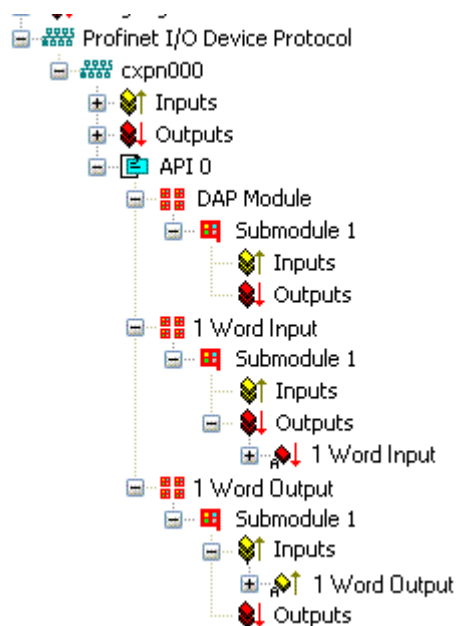 Profinet I/O Device Protocol
cxpn000
Inputs
Outputs
API 0
DAP Module
Submodule 1
Inputs
Outputs
1 Word Input
Submodule 1
Inputs
Outputs
1 Word Input
1 Word Output
Submodule 1
Inputs
1 Word Output
Outputs